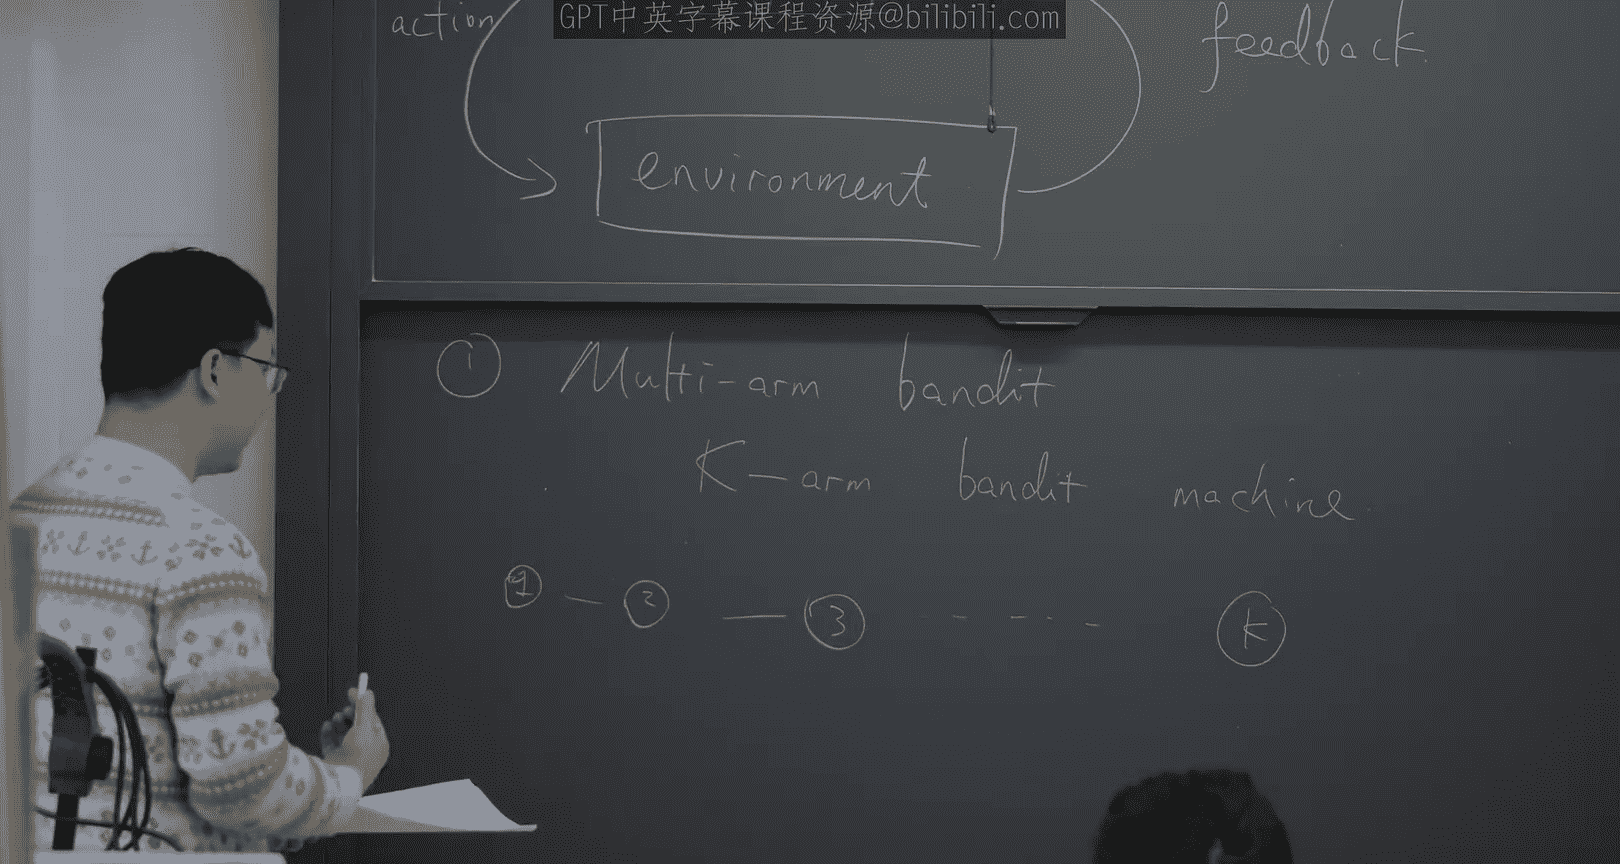 GPT中英字幕课程资源@bilibili.com
action
feedback.
environment
① Multi-arm bandit
K-arm bandit machine.
① — ② — ③ - - - - Ⓚ